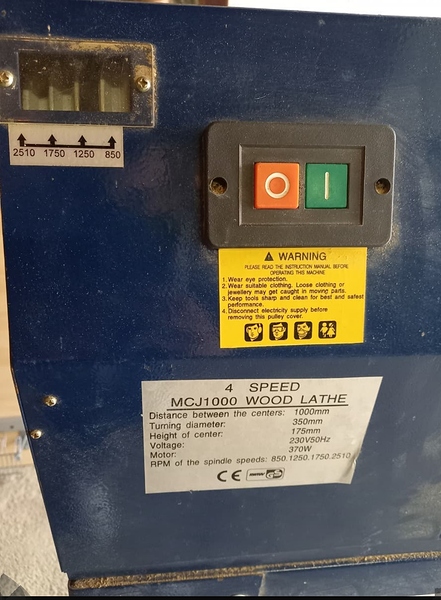 2510 1750 1250 850
O I
WARNING
PLEASE READ THE INSTRUCTION MANUAL BEFORE
OPERATING THIS MACHINE
1. Wear eye protection.
2. Wear suitable clothing. Loose clothing or
jewellery may get caught in moving parts.
3. Keep tools sharp and clean for best and safest
performance.
4. Disconnect electricity supply before
removing this pulley cover.
4 SPEED
MCJ1000 WOOD LATHE
Distance between the centers: 1000mm
Turning diameter: 350mm
Height of center: 175mm
Voltage: 230V50Hz
Motor: 370W
RPM of the spindle speeds: 850.1250.1750.2510
CE